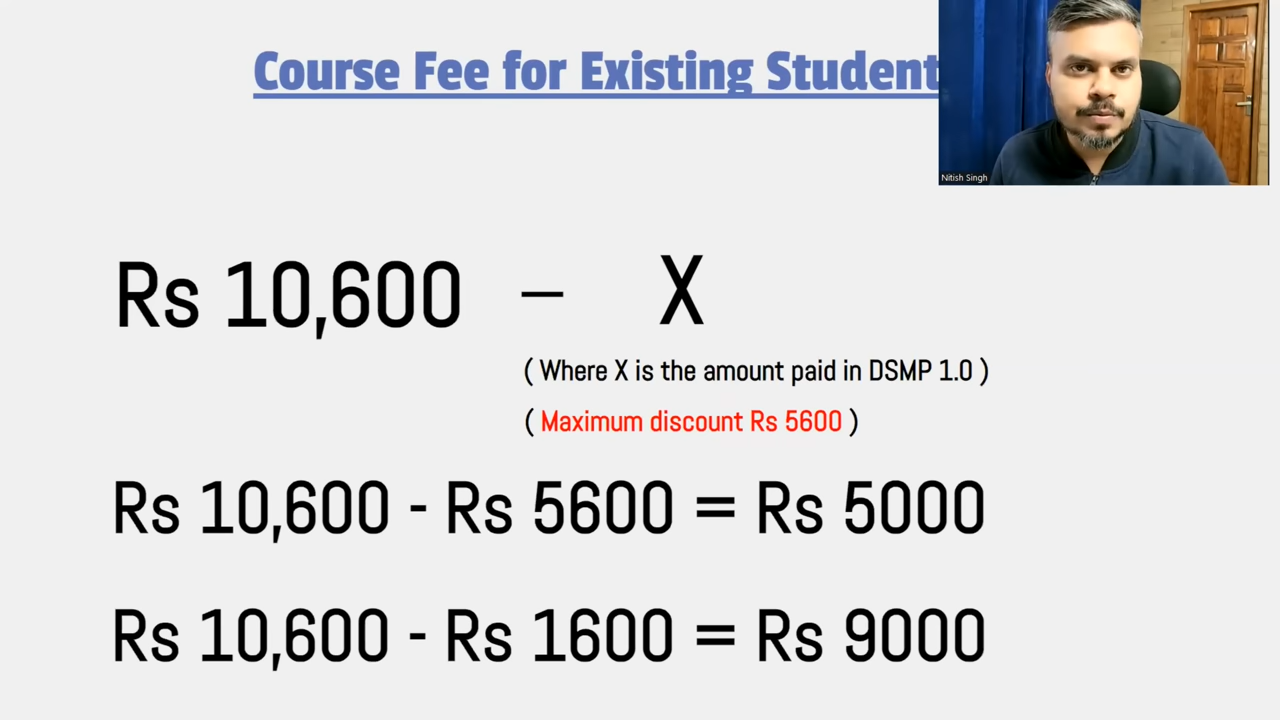 Course Fee for Existing Student
Nitish Singh
Rs 10,600 – X
( Where X is the amount paid in DSMP 1.0 )
( Maximum discount Rs 5600 )
Rs 10,600 - Rs 5600 = Rs 5000
Rs 10,600 - Rs 1600 = Rs 9000